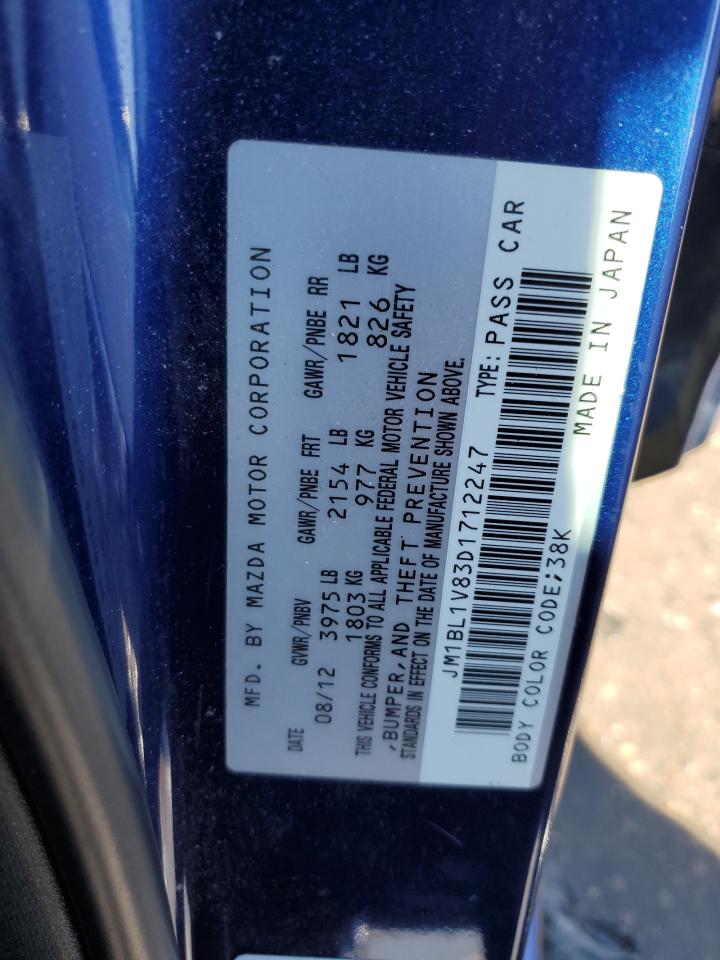 MFD. BY MAZDA MOTOR CORPORATION
DATE GVWR/PNBV GAWR/PNBE FRT GAWR/PNBE RR
08/12 3975 LB 2154 LB 1821 LB
1803 KG 977 KG 826 KG
THIS VEHICLE CONFORMS TO ALL APPLICABLE FEDERAL MOTOR VEHICLE SAFETY
,BUMPER,AND THEFT PREVENTION
STANDARDS IN EFFECT ON THE DATE OF MANUFACTURE SHOWN ABOVE.
JM1BL1V83D1712247 TYPE: PASS CAR
BODY COLOR CODE;38K MADE IN JAPAN